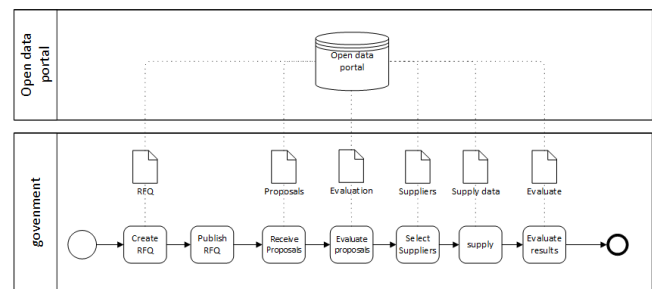 Open data
portal
Open data
portal
govenment
RFQ
Proposals
Evaluation
Suppliers
Supply data
Evaluate
Create
RFQ
Publish
RFQ
Receive
Proposals
Evaluate
proposals
Select
Suppliers
supply
Evaluate
results